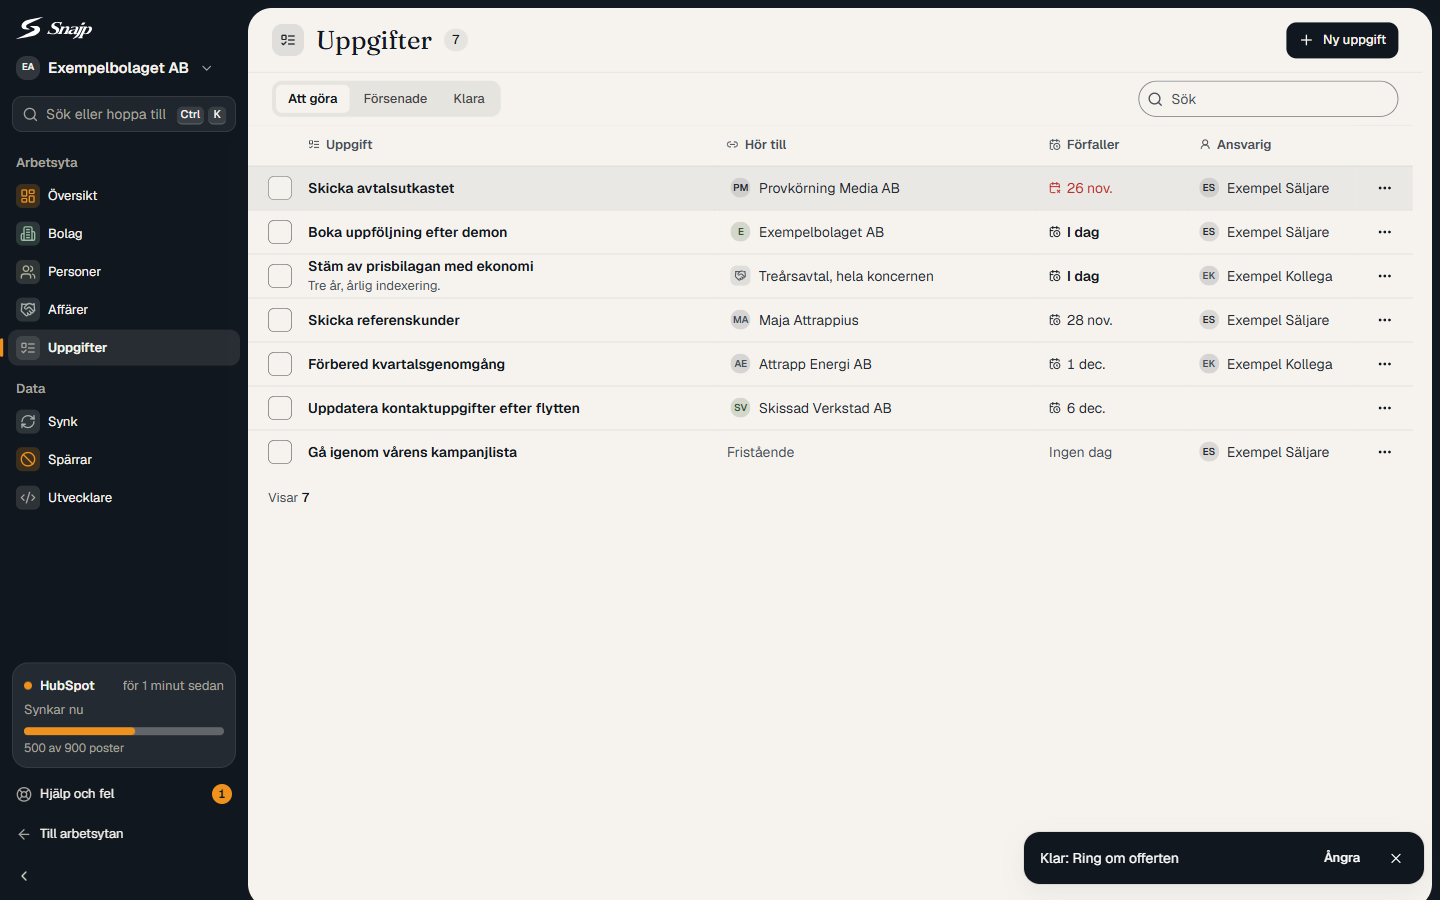 Snajp
EA Exempelbolaget AB
Sök eller hoppa till Ctrl K
Arbetsyta
Översikt
Bolag
Personer
Affärer
Uppgifter
Data
Synk
Spärrar
Utvecklare
HubSpot för 1 minut sedan
Synkar nu
500 av 900 poster
Hjälp och fel 1
Till arbetsytan
Uppgifter 7
Ny uppgift
Att göra Försenade Klara
Sök
Uppgift Hör till Förfaller Ansvarig
Skicka avtalsutkastet PM Provkörning Media AB 26 nov. ES Exempel Säljare
Boka uppföljning efter demon E Exempelbolaget AB I dag ES Exempel Säljare
Stäm av prisbilagan med ekonomi Treårsavtal, hela koncernen I dag EK Exempel Kollega
Tre år, årlig indexering.
Skicka referenskunder MA Maja Attrappius 28 nov. ES Exempel Säljare
Förbered kvartalsgenomgång AE Attrapp Energi AB 1 dec. EK Exempel Kollega
Uppdatera kontaktuppgifter efter flytten SV Skissad Verkstad AB 6 dec.
Gå igenom vårens kampanjlista Fristående Ingen dag ES Exempel Säljare
Visar 7
Klar: Ring om offerten Ångra